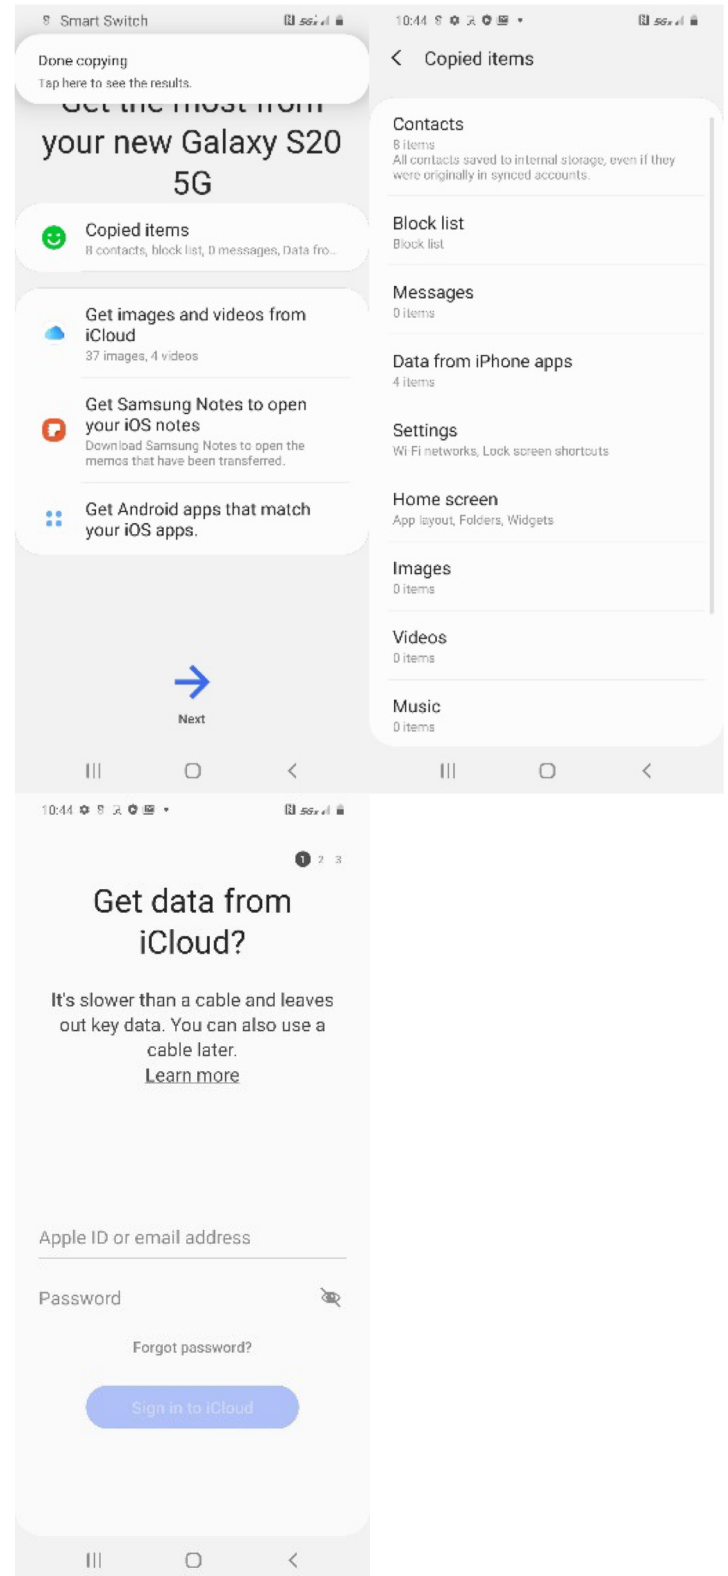 Smart Switch
5G
Done copying
Tap here to see the results.
Get the most from
your new Galaxy S20
5G
Copied items
8 contacts, block list, 0 messages, Data fro...
Get images and videos from
iCloud
37 images, 4 videos
Get Samsung Notes to open
your iOS notes
Download Samsung Notes to open the
memos that have been transferred.
Get Android apps that match
your iOS apps.
Next
10:44
5G
Copied items
Contacts
8 items
All contacts saved to internal storage, even if they
were originally in synced accounts.
Block list
Block list
Messages
0 items
Data from iPhone apps
4 items
Settings
Wi-Fi networks, Lock screen shortcuts
Home screen
App layout, Folders, Widgets
Images
0 items
Videos
0 items
Music
0 items
10:44
5G
1 2 3
Get data from
iCloud?
It's slower than a cable and leaves
out key data. You can also use a
cable later.
Learn more
Apple ID or email address
Password
Forgot password?
Sign in to iCloud